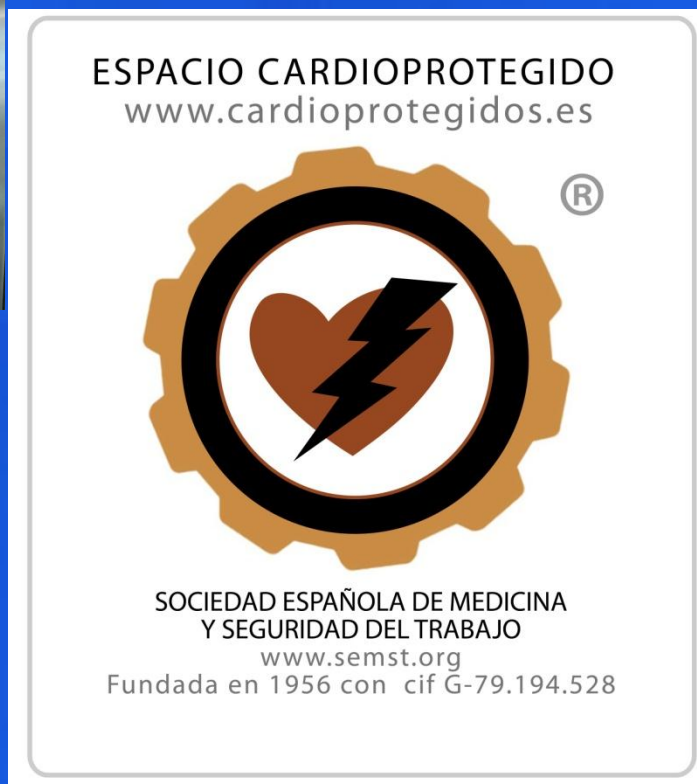 ESPACIO CARDIOPROTEGIDO
www.cardioprotegidos.es
®
SOCIEDAD ESPAÑOLA DE MEDICINA
Y SEGURIDAD DEL TRABAJO
www.semst.org
Fundada en 1956 con cif G-79.194.528